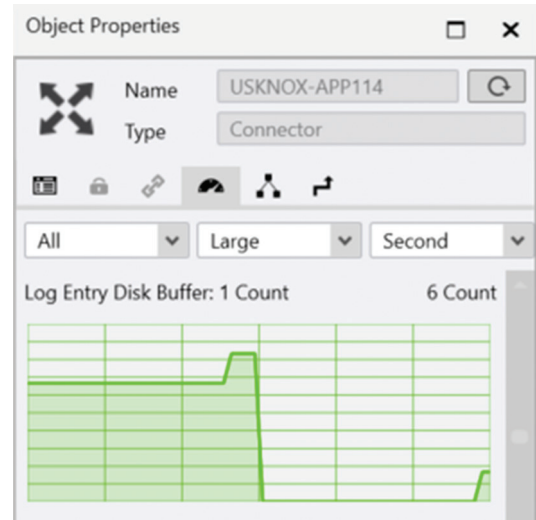 Object Properties
Name USKNOX-APP114
Type Connector
All Large Second
Log Entry Disk Buffer: 1 Count 6 Count